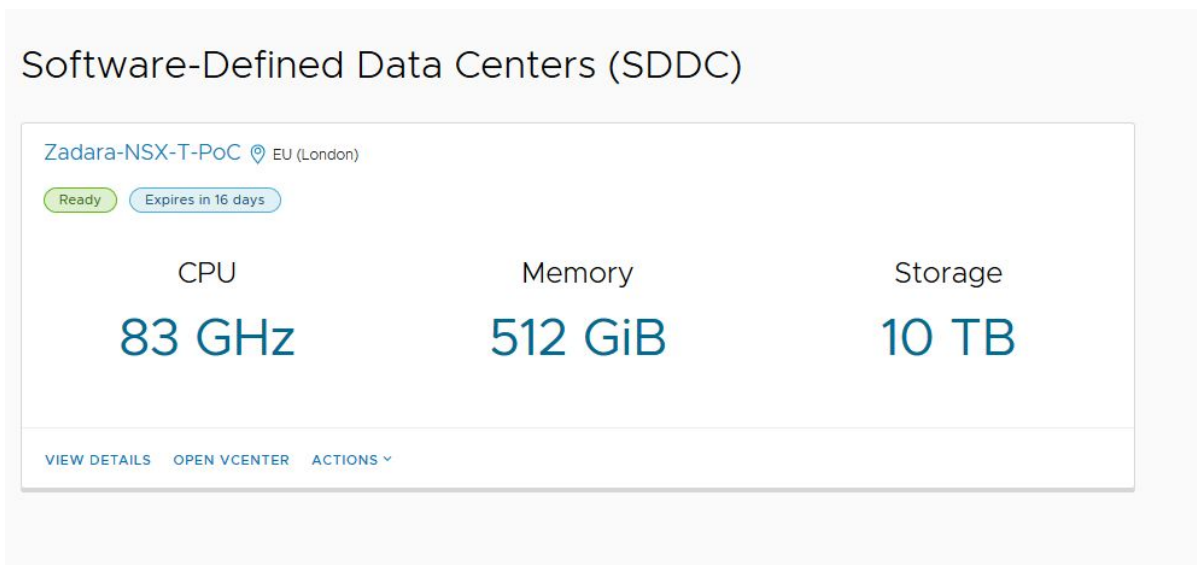 Software-Defined Data Centers (SDDC)
Zadara-NSX-T-PoC EU (London)
Ready Expires in 16 days
CPU Memory Storage
83 GHz 512 GiB 10 TB
VIEW DETAILS OPEN VCENTER ACTIONS